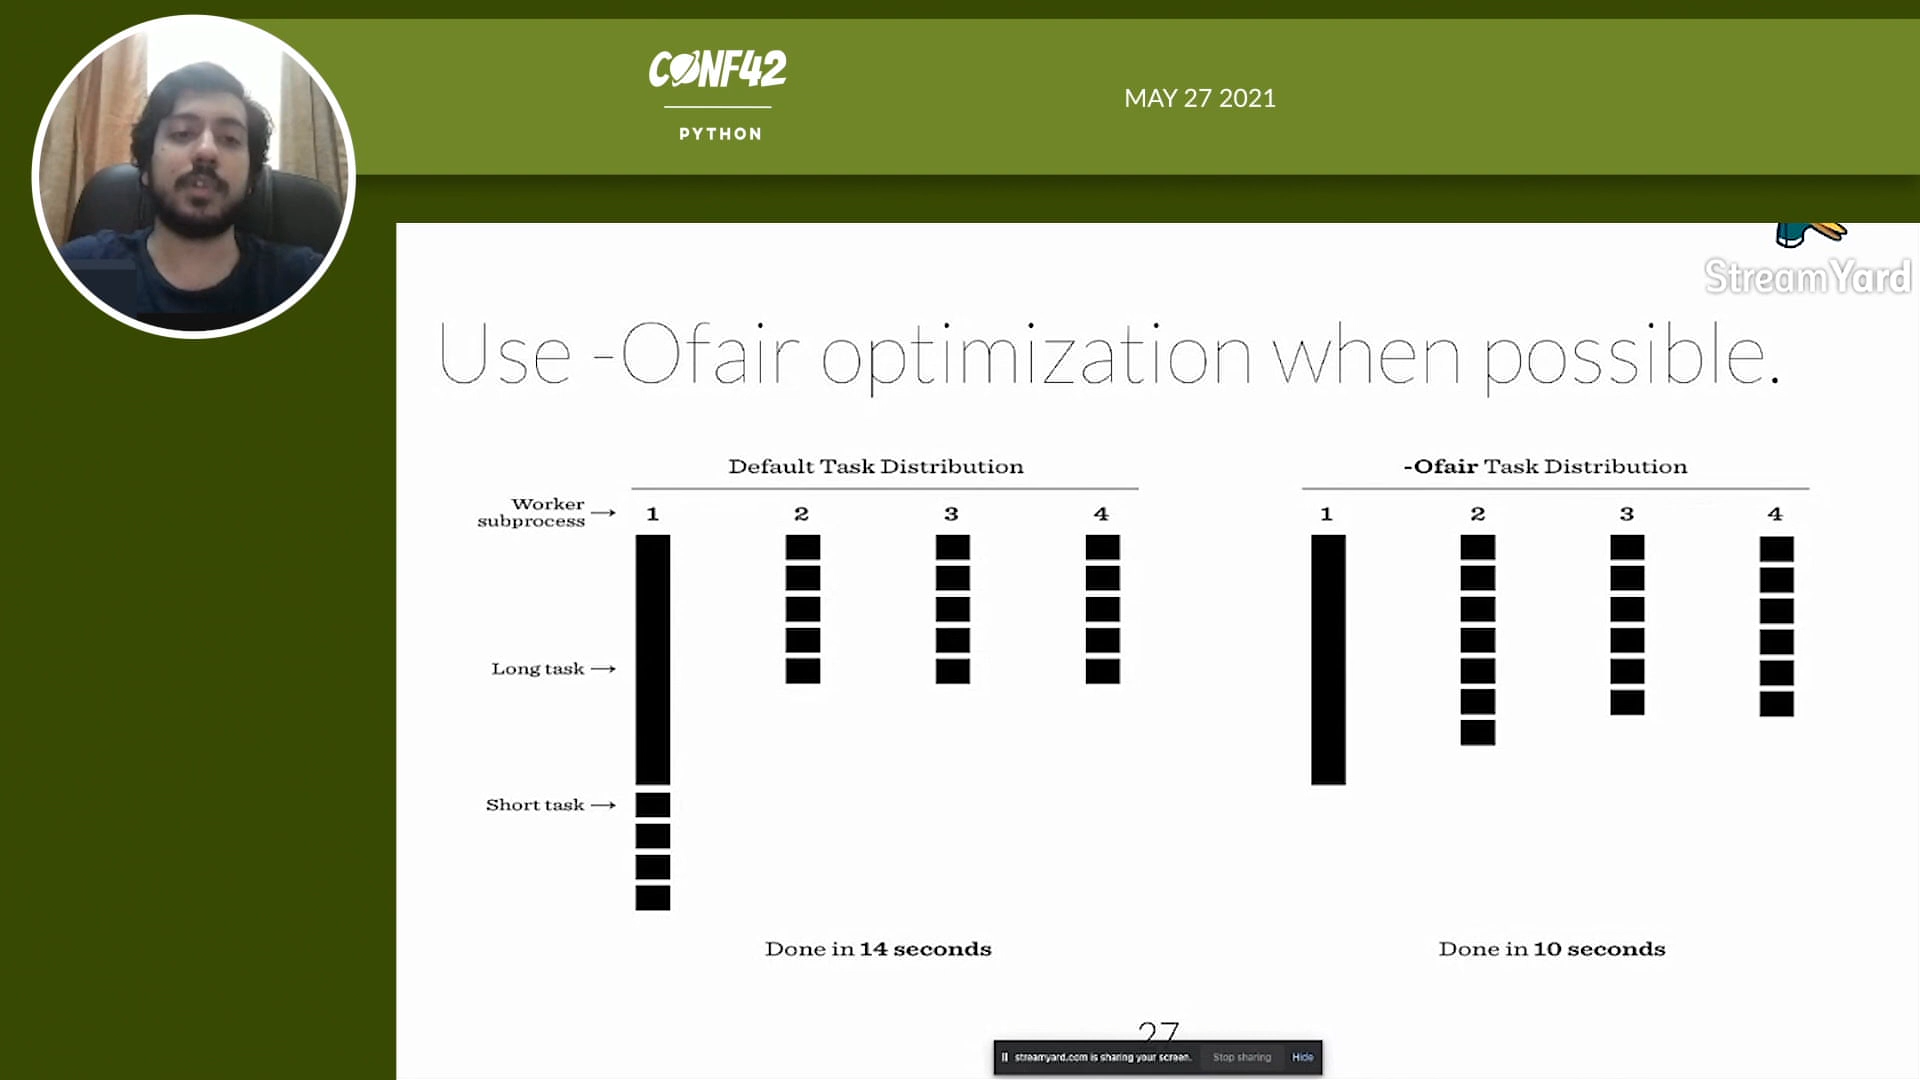 CONF42
PYTHON
MAY 27 2021
StreamYard
Use -Ofair optimization when possible.
Default Task Distribution
Worker
subprocess →
1 2 3 4
Long task →
Short task →
Done in 14 seconds
-Ofair Task Distribution
1 2 3 4
Done in 10 seconds
27
streamyard.com is sharing your screen. Stop sharing Hide